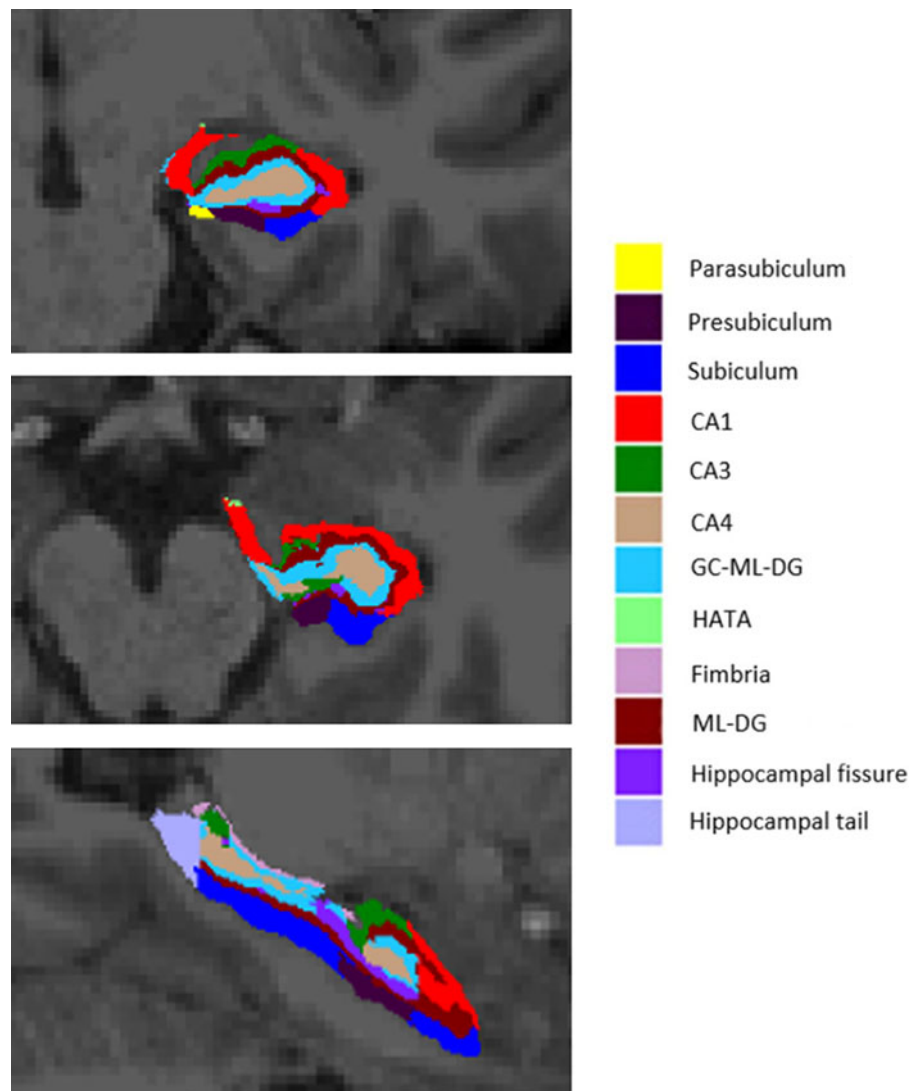 Parasubiculum
Presubiculum
Subiculum
CA1
CA3
CA4
GC-ML-DG
HATA
Fimbria
ML-DG
Hippocampal fissure
Hippocampal tail